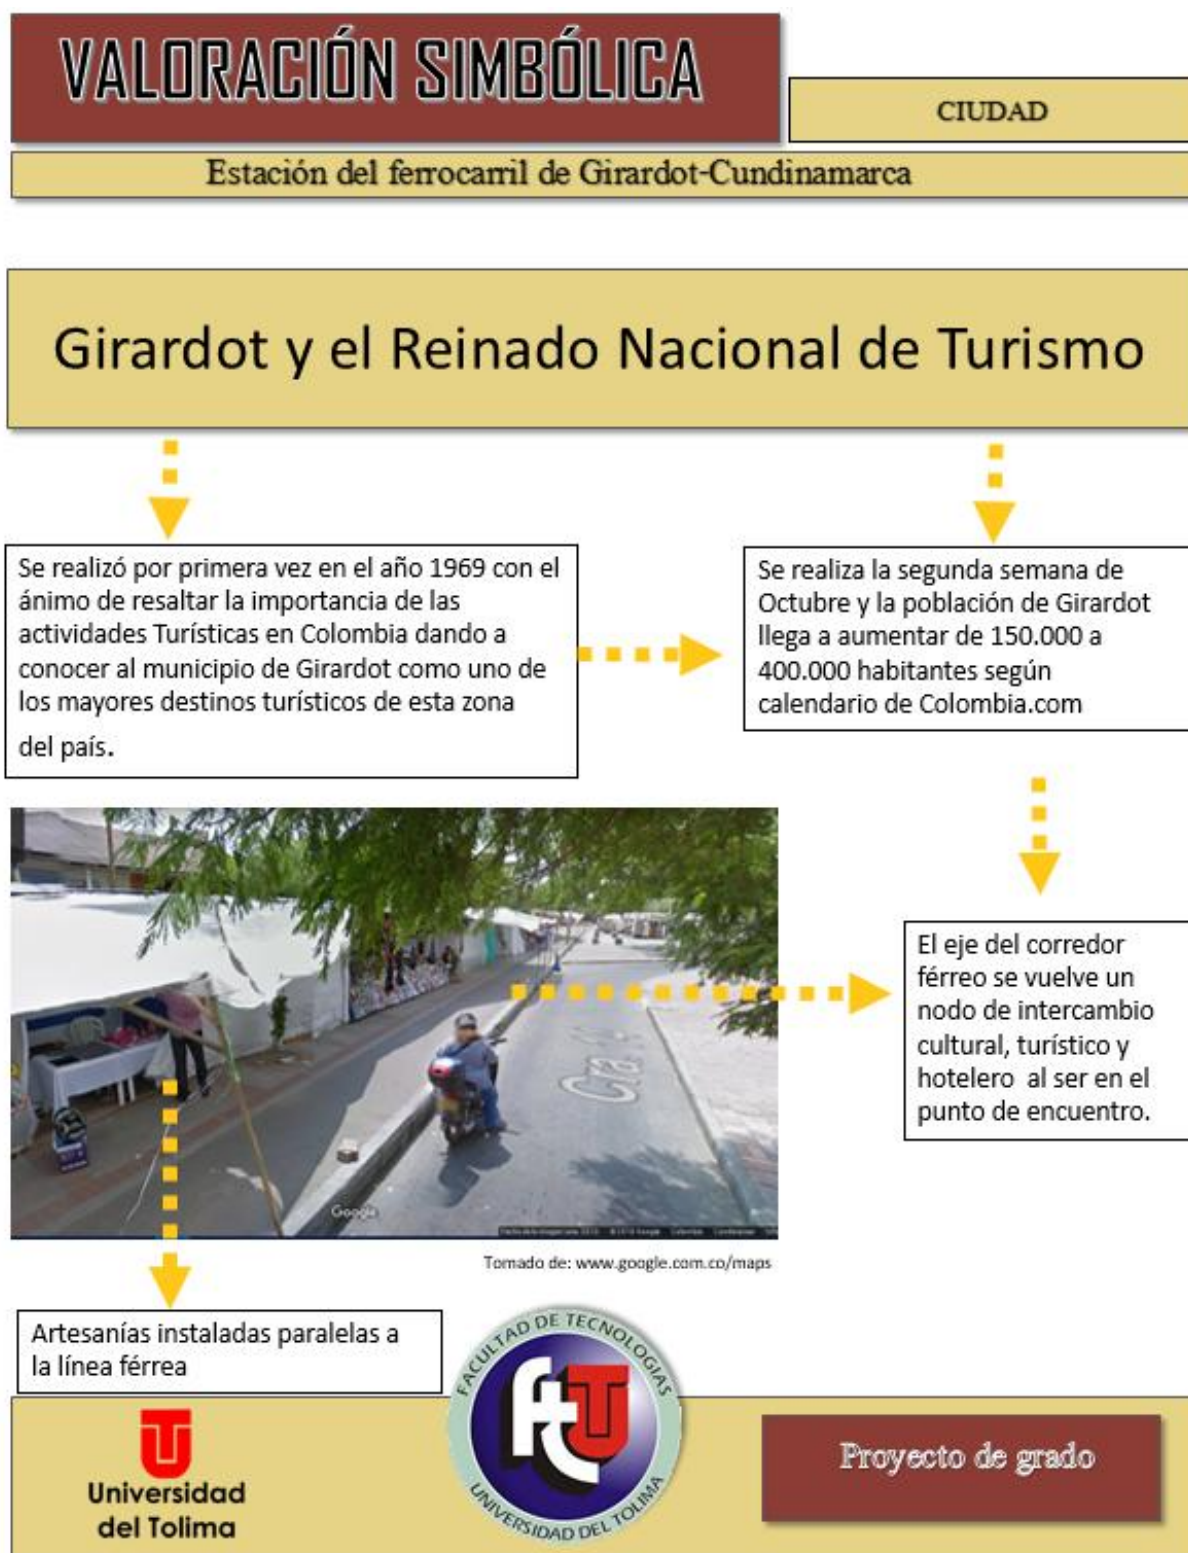 VALORACIÓN SIMBÓLICA
CIUDAD
Estación del ferrocarril de Girardot-Cundinamarca
Girardot y el Reinado Nacional de Turismo
Se realizó por primera vez en el año 1969 con el
ánimo de resaltar la importancia de las
actividades Turísticas en Colombia dando a
conocer al municipio de Girardot como uno de
los mayores destinos turísticos de esta zona
del país.
Se realiza la segunda semana de
Octubre y la población de Girardot
llega a aumentar de 150.000 a
400.000 habitantes según
calendario de Colombia.com
El eje del corredor
férreo se vuelve un
nodo de intercambio
cultural, turístico y
hotelero al ser en el
punto de encuentro.
Cra
Google
Tomado de: www.google.com.co/maps
Artesanías instaladas paralelas a
la línea férrea
FACULTAD DE TECNOLOGIAS
UNIVERSIDAD DEL TOLIMA
Universidad
del Tolima
Proyecto de grado